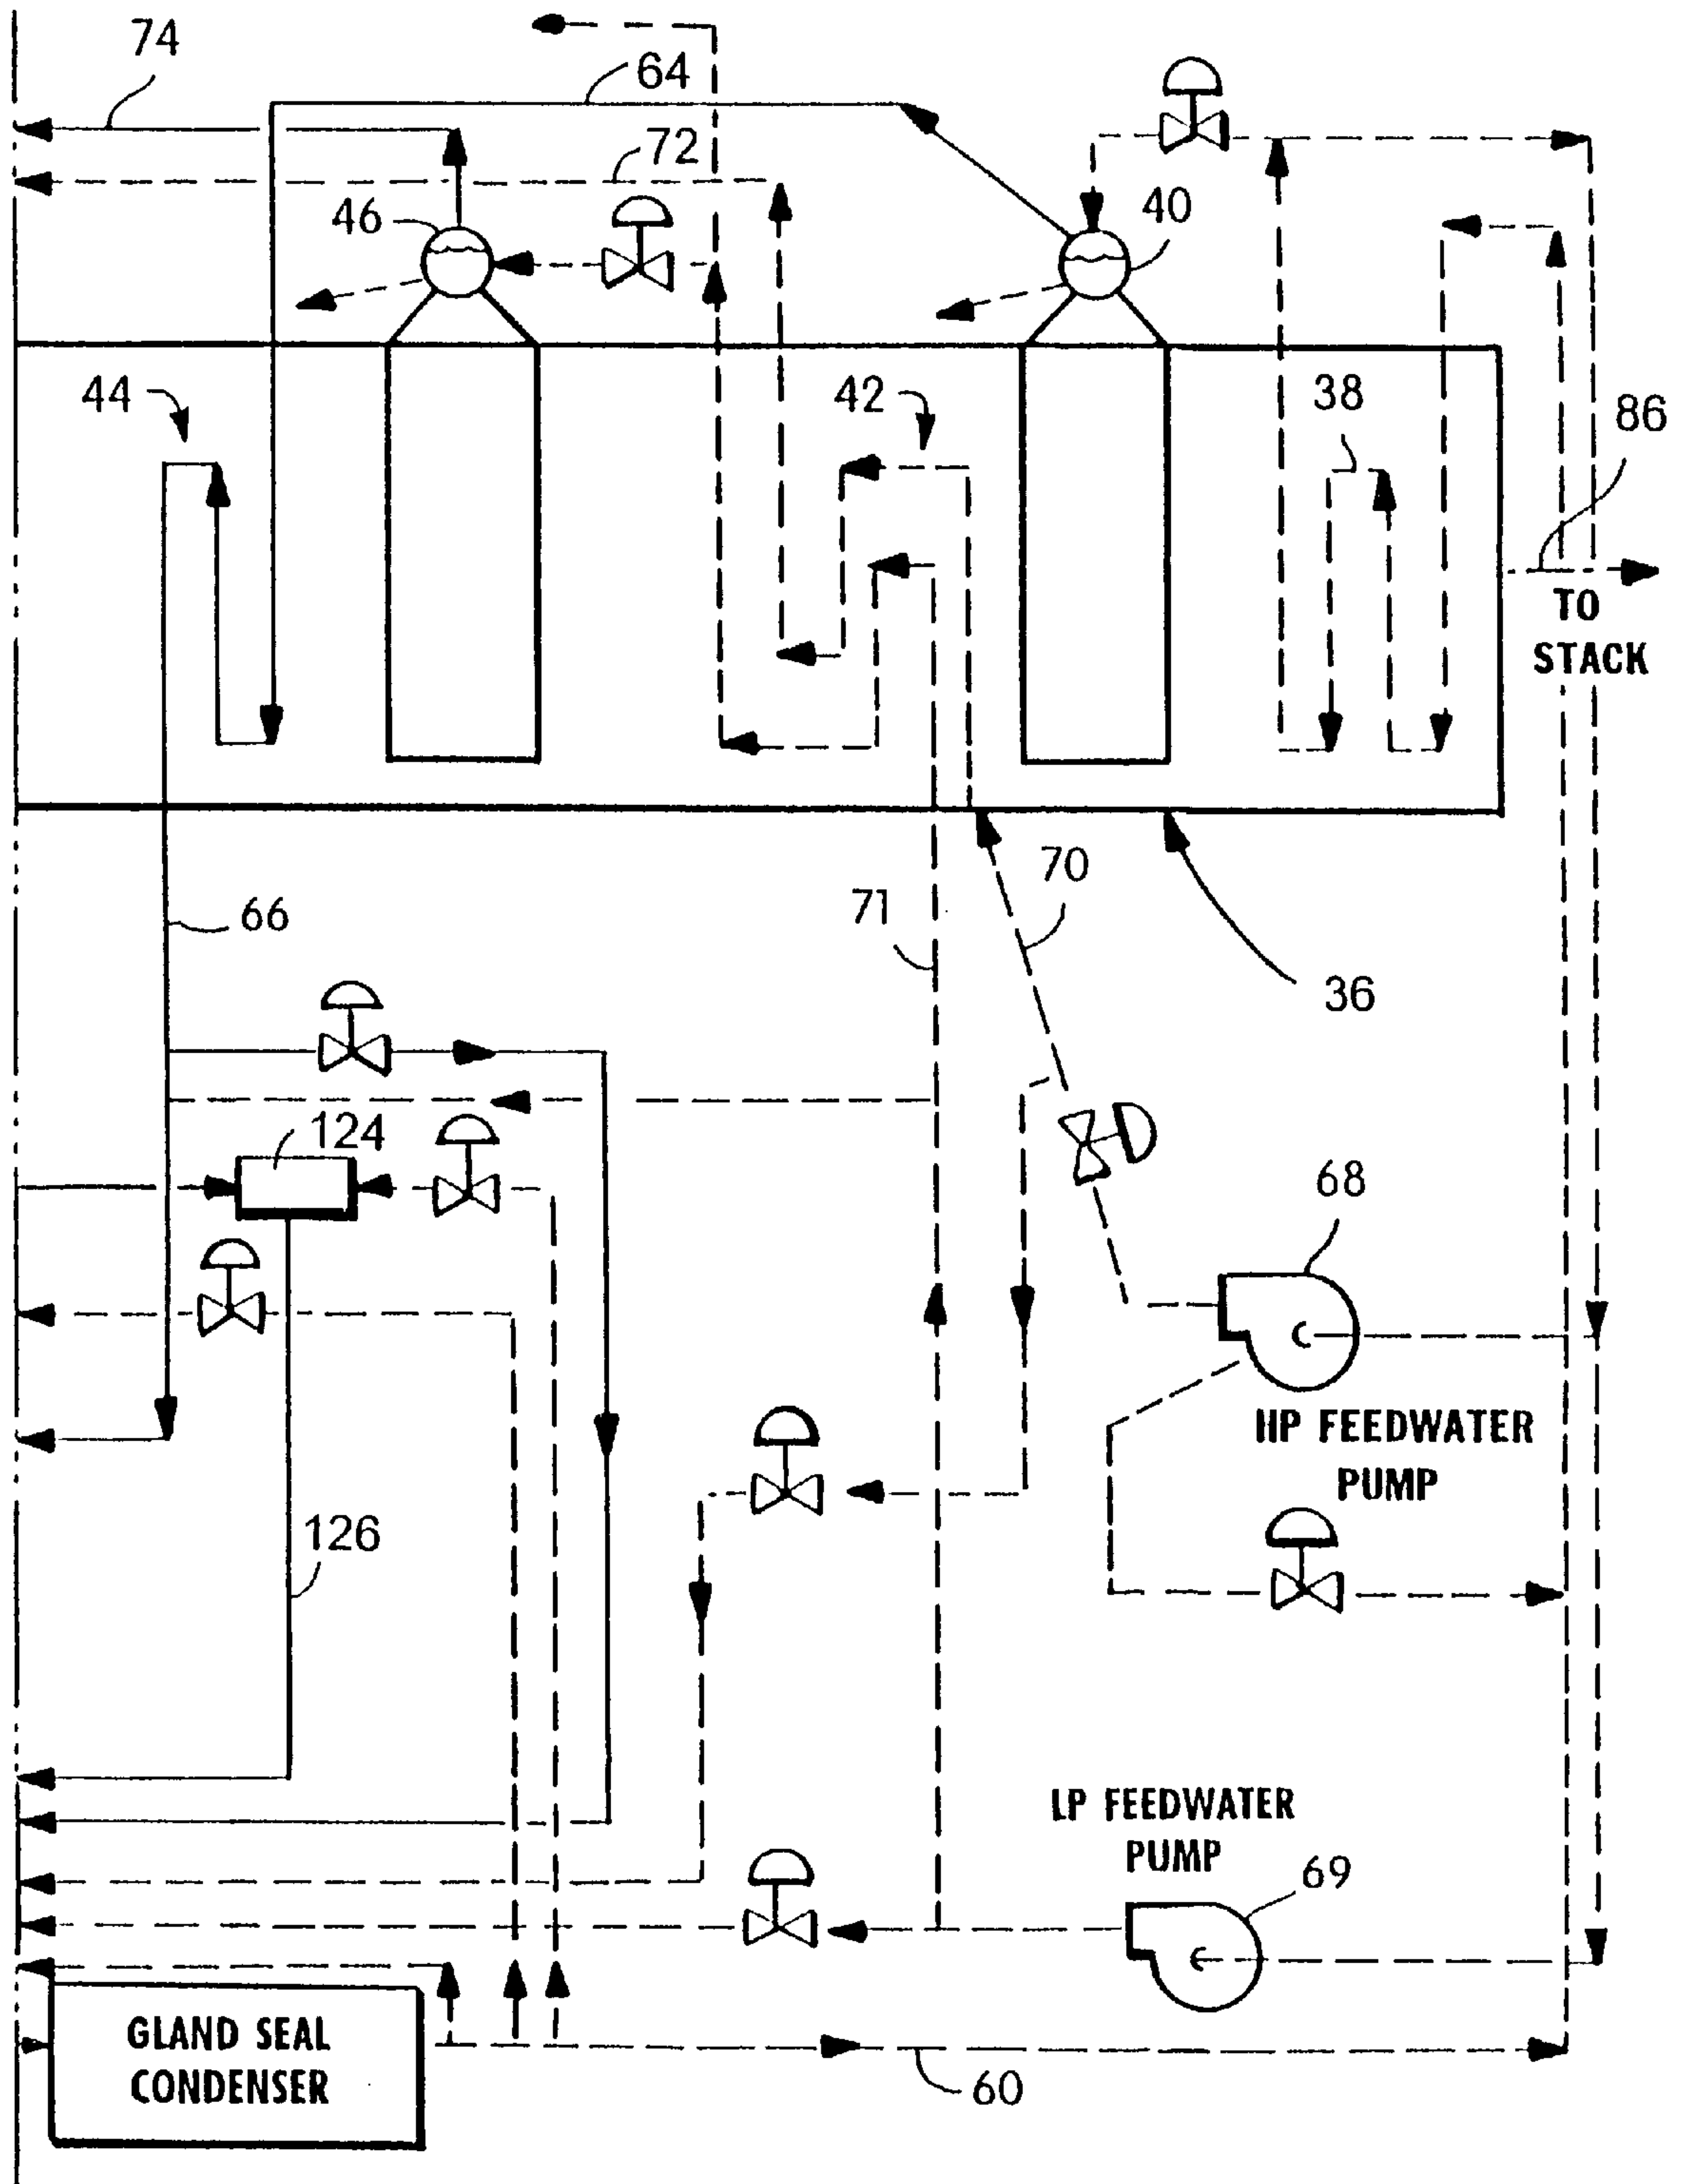 74
64
72
46
40
44
42
38
86
TO
STACK
71
70
66
36
124
68
HP FEEDWATER
PUMP
126
LP FEEDWATER
PUMP
69
GLAND SEAL
CONDENSER
60